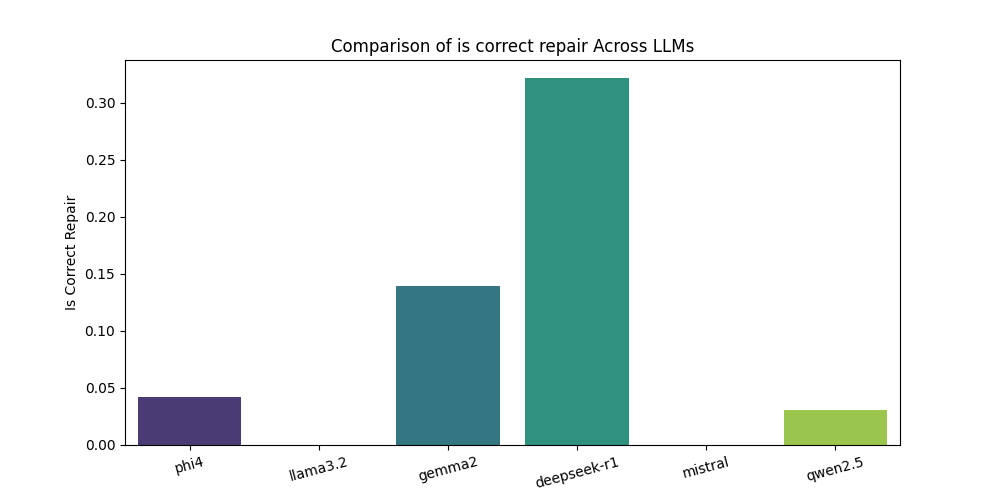 Comparison of is correct repair Across LLMs
Is Correct Repair
0.30
0.25
0.20
0.15
0.10
0.05
0.00
phi4
llama3.2
gemma2
deepseek-r1
mistral
qwen2.5